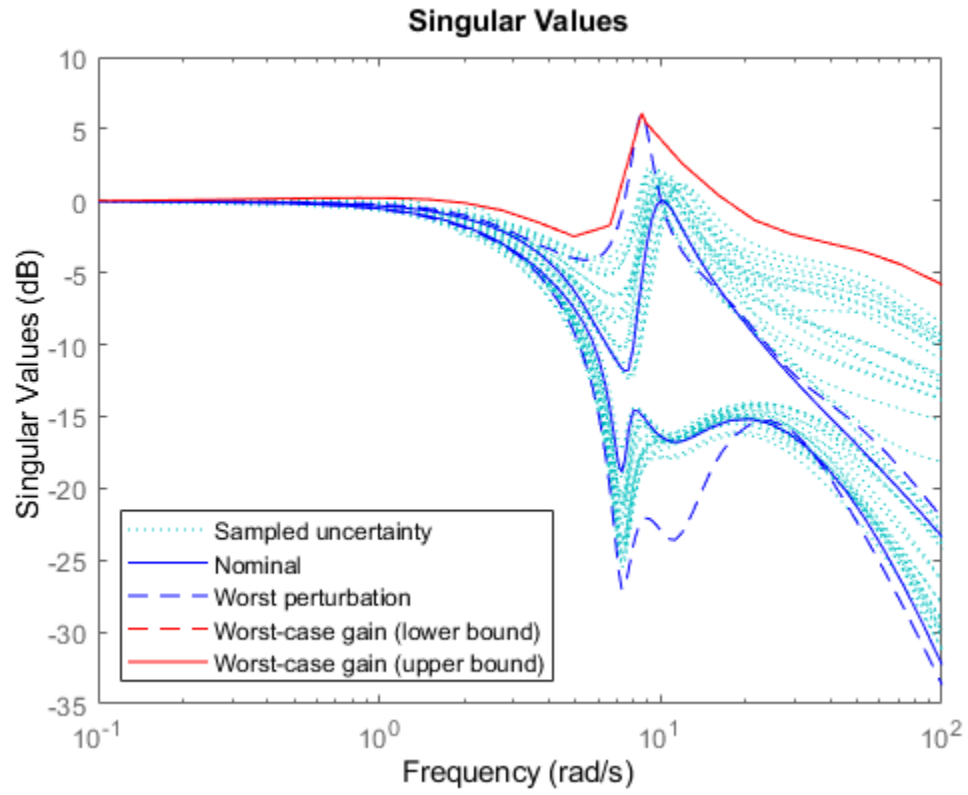 Singular Values
10
5
0
-5
-10
-15
-20
-25
-30
-35
Singular Values (dB)
Sampled uncertainty
Nominal
Worst perturbation
Worst-case gain (lower bound)
Worst-case gain (upper bound)
10⁻¹ 10⁰ 10¹ 10²
Frequency (rad/s)